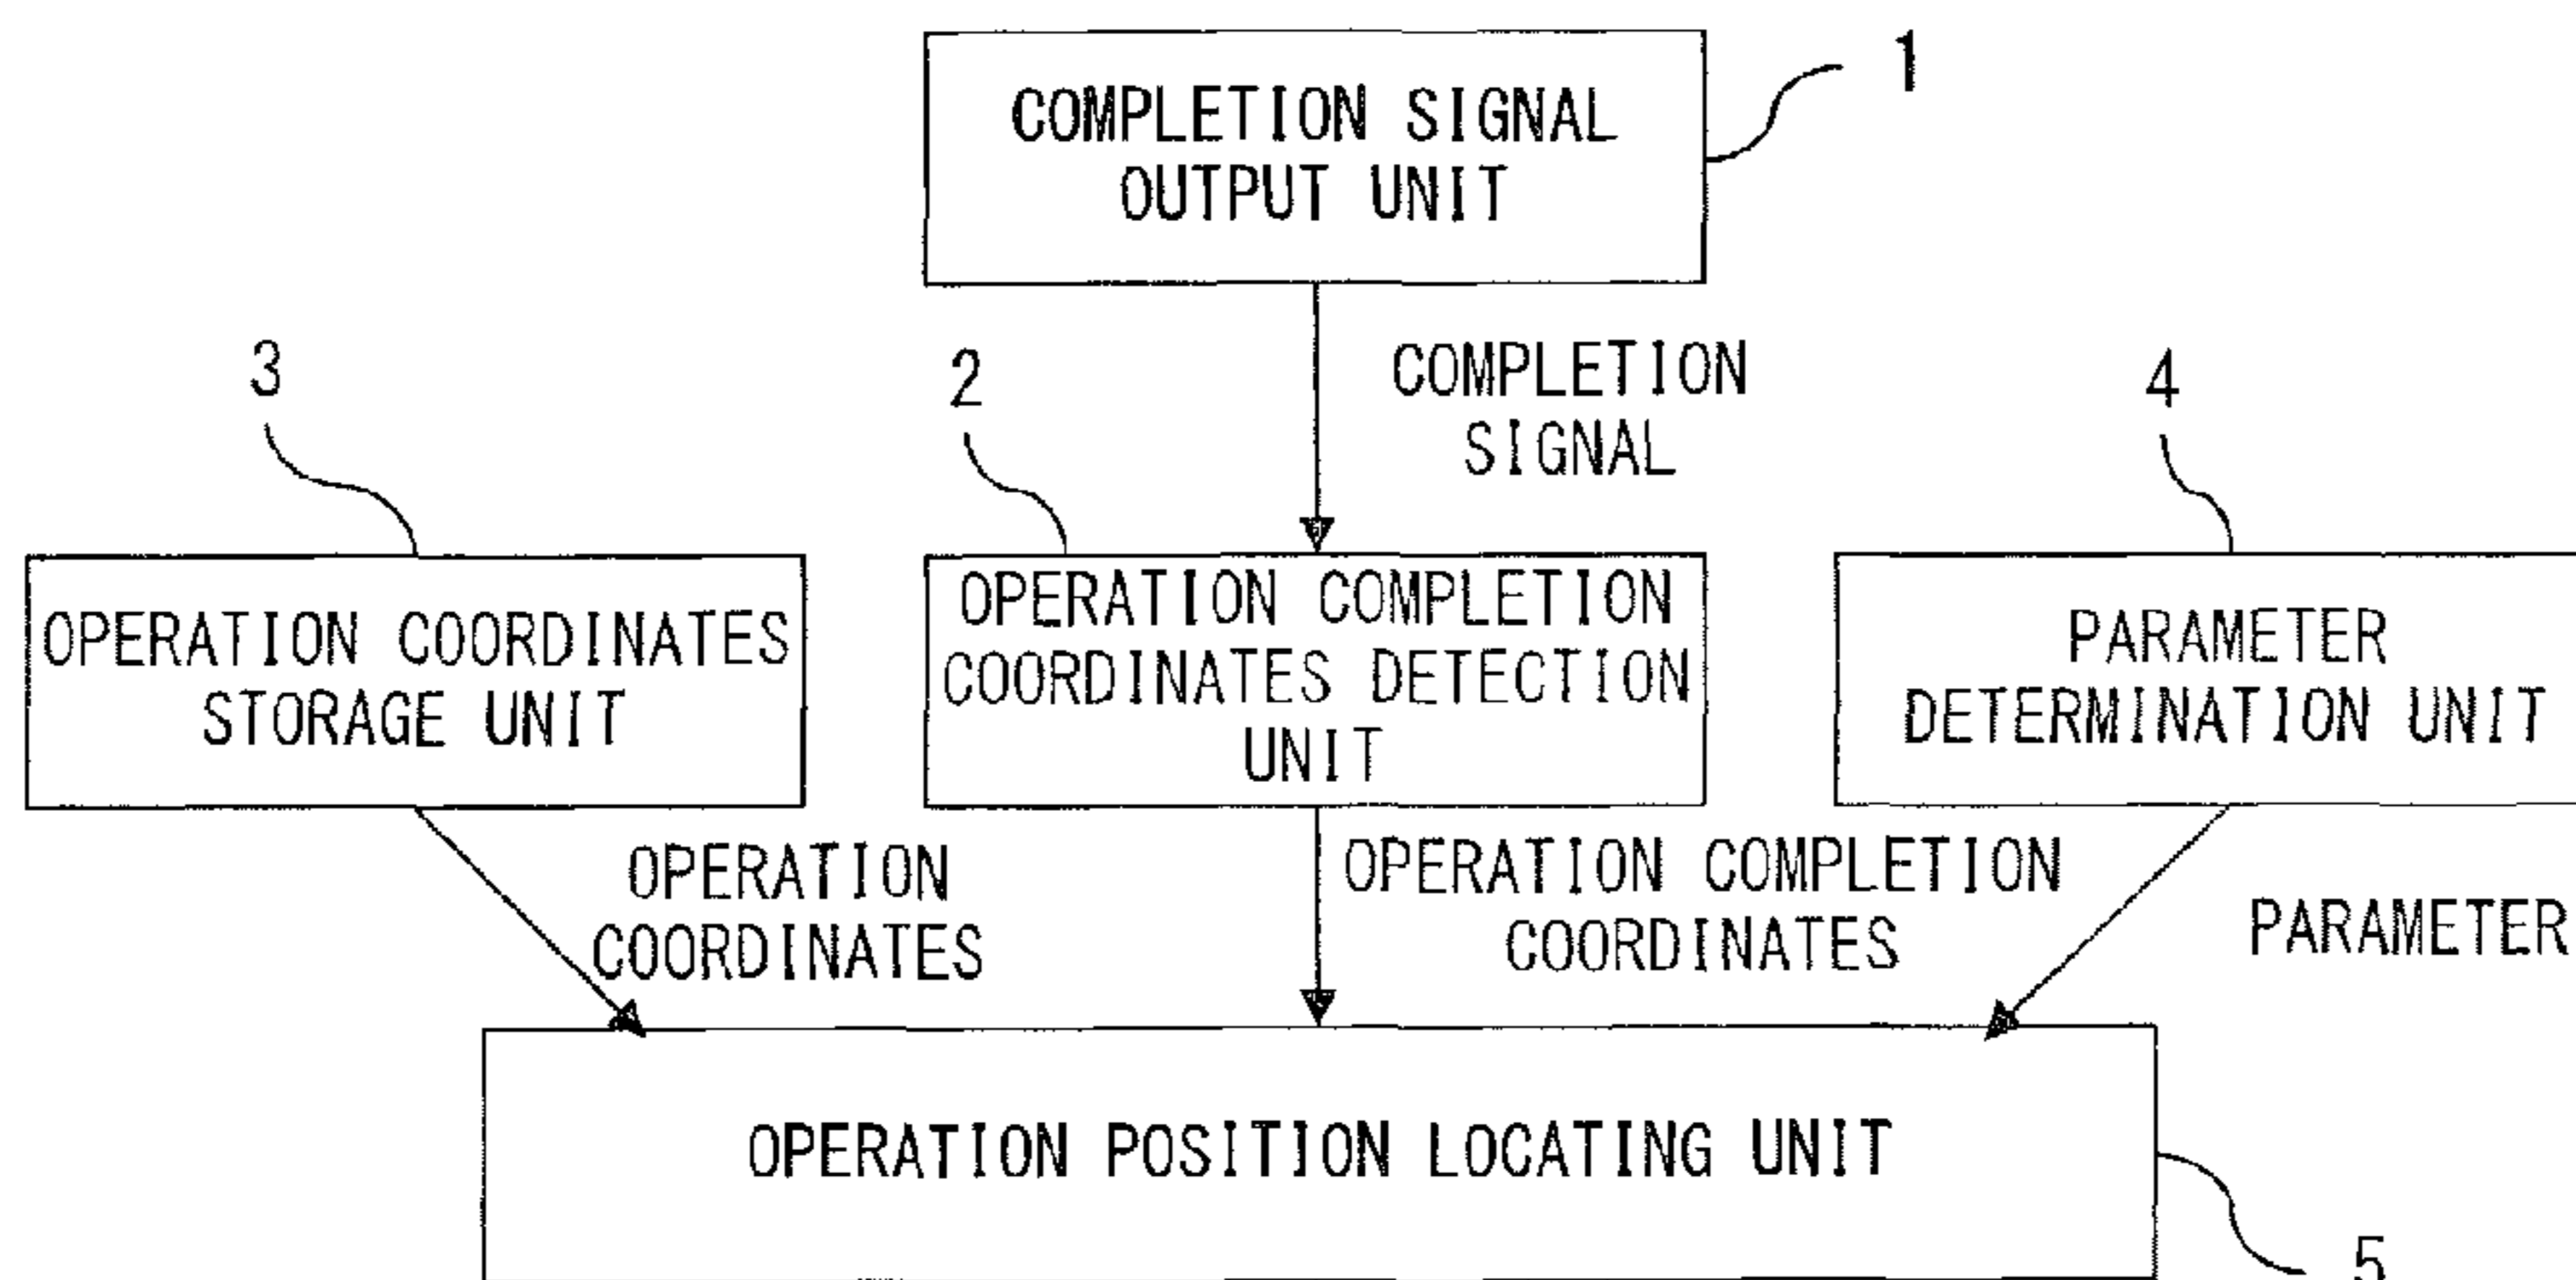 1
COMPLETION SIGNAL
OUTPUT UNIT
COMPLETION
SIGNAL
3
2
4
OPERATION COORDINATES
STORAGE UNIT
OPERATION COMPLETION
COORDINATES DETECTION
UNIT
PARAMETER
DETERMINATION UNIT
OPERATION
COORDINATES
OPERATION COMPLETION
COORDINATES
PARAMETER
OPERATION POSITION LOCATING UNIT
5